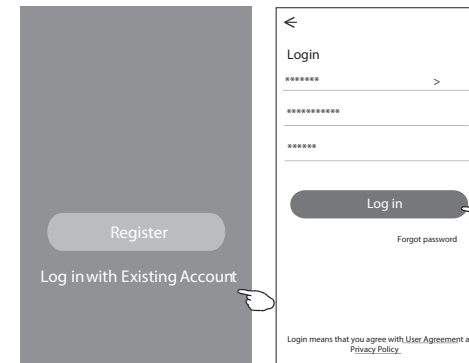 Register
Log in with Existing Account
Login
******* >
***********
******
Log in
Forgot password
Login means that you agree with User Agreement a
Privacy Policy